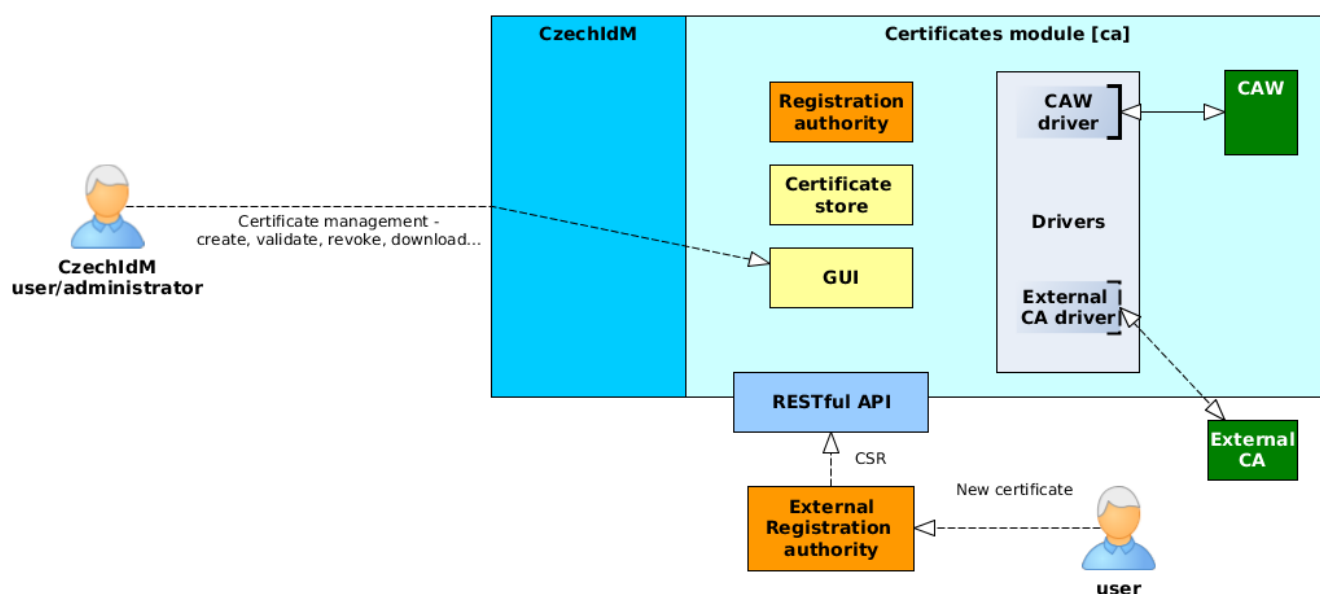 CzechIdM
Certificates module [ca]
Registration
authority
CAW
driver
CAW
Certificate
store
Certificate management -
create, validate, revoke, download...
Drivers
CzechIdM
user/administrator
GUI
External
CA driver
RESTful API
External
CA
CSR
New certificate
External
Registration
authority
user